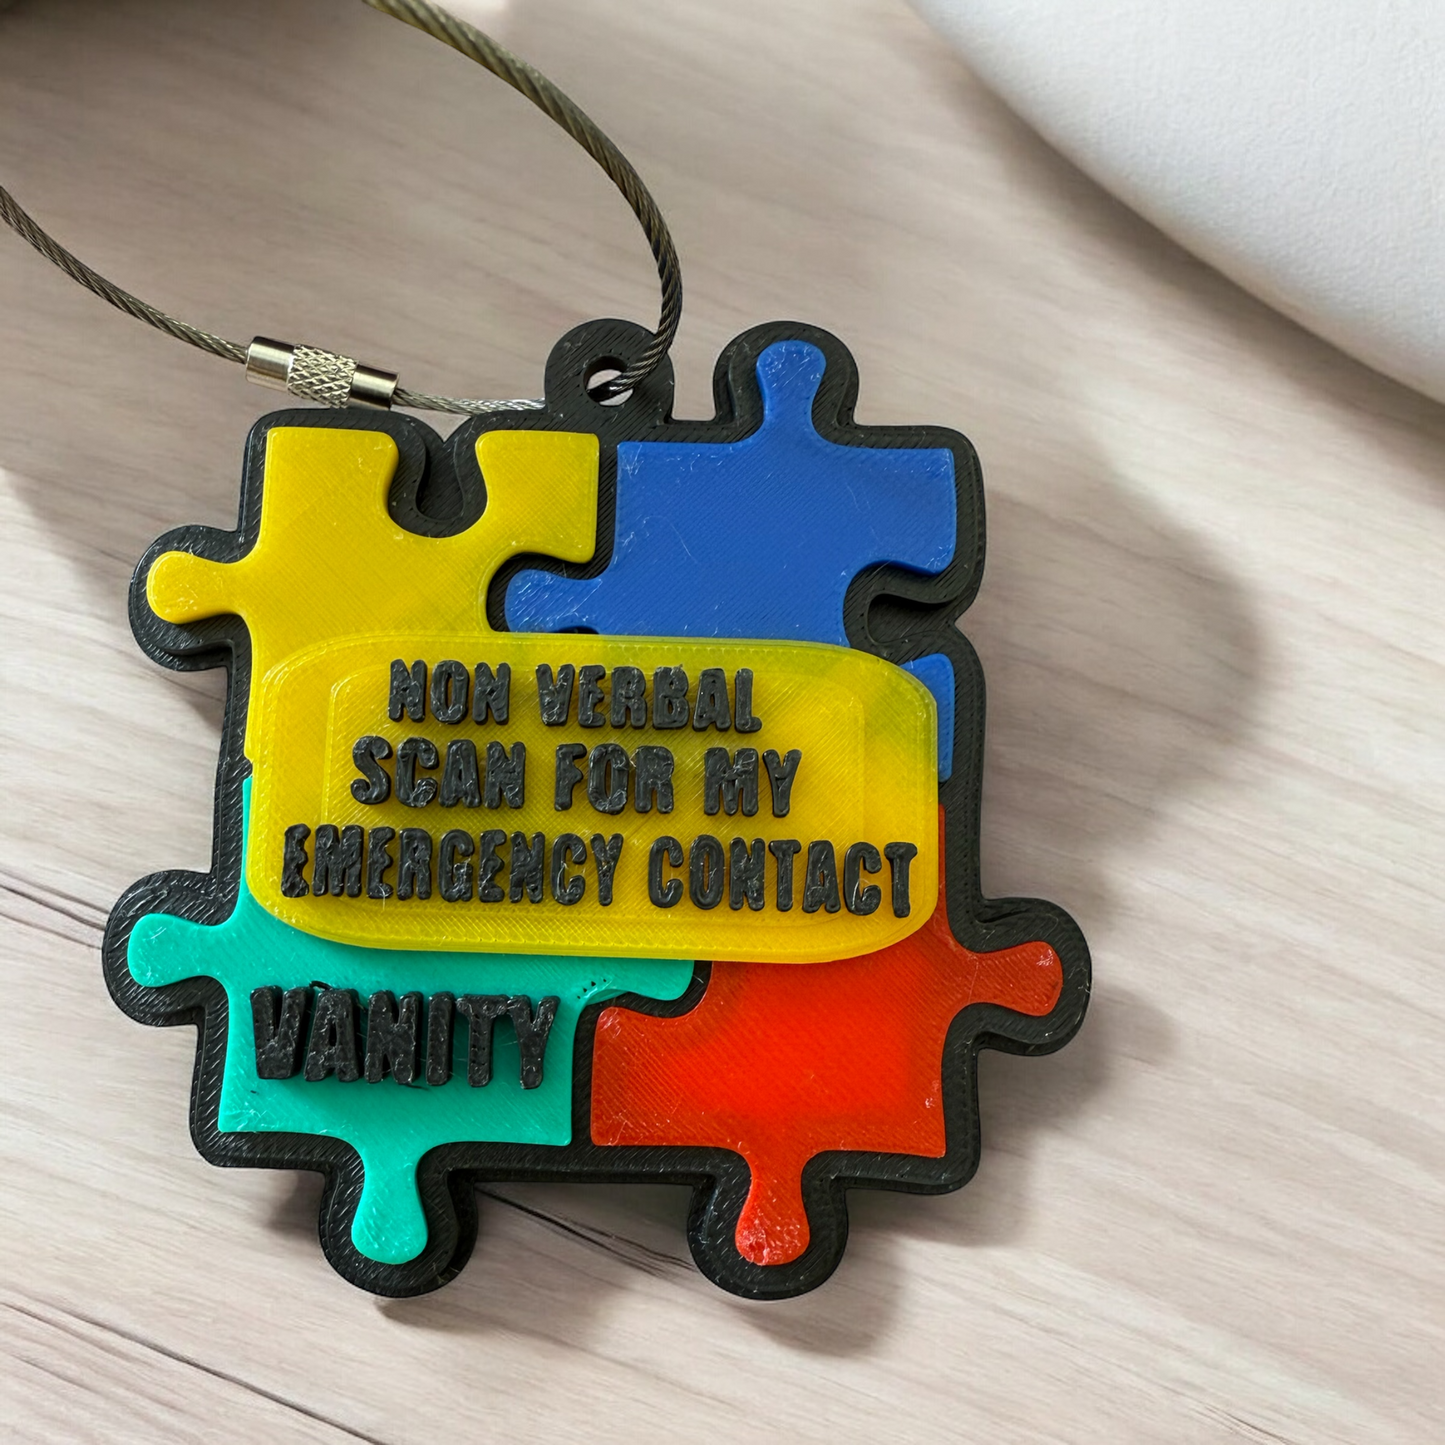 NON VERBAL
SCAN FOR MY
EMERGENCY CONTACT
VANITY